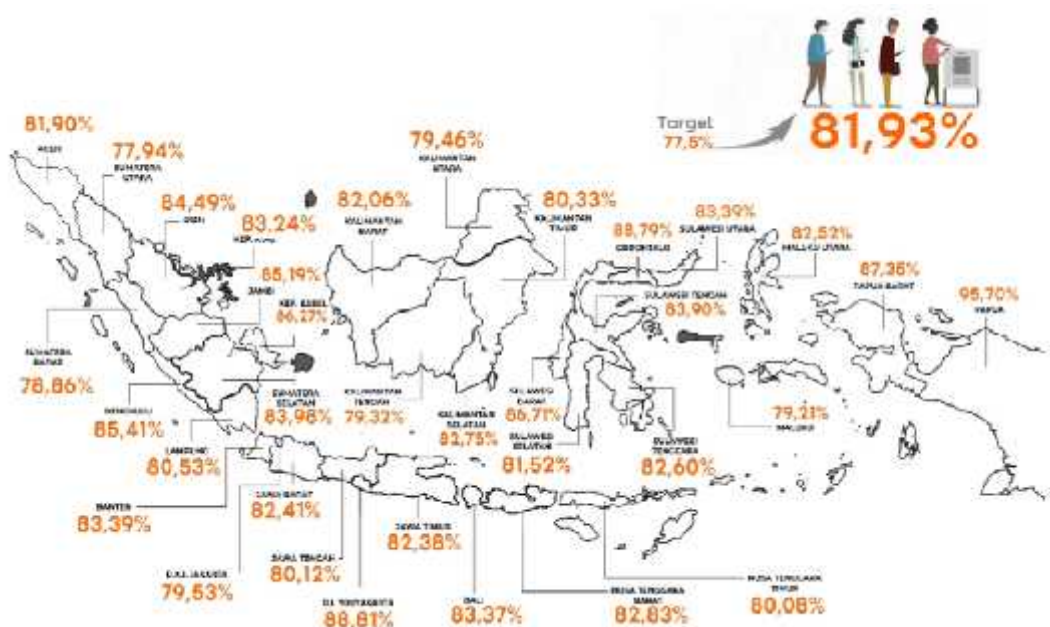 Target
77,5%
81,93%
81,90%
ACEH
77,94%
SUMATERA
UTARA
84,49%
RIAU
83,24%
85,19%
JAMBI
KEP. BABEL
86,27%
SUMATERA
BARAT
78,86%
BENGKULU
85,41%
SUMATERA
SELATAN
83,98%
LAMPUNG
80,53%
BANTEN
83,39%
D.K.I. JAKARTA
79,53%
JAWA BARAT
82,41%
JAWA TENGAH
80,12%
D.I. YOGYAKARTA
88,81%
JAWA TIMUR
82,38%
BALI
83,37%
NUSA TENGGARA
BARAT
82,83%
NUSA TENGGARA
TIMUR
80,08%
82,06%
KALIMANTAN
BARAT
79,46%
KALIMANTAN
UTARA
80,33%
KALIMANTAN
TIMUR
KALIMANTAN
TENGAH
79,32%
KALIMANTAN
SELATAN
82,75%
88,79%
GORONTALO
83,39%
SULAWESI UTARA
SULAWESI TENGAH
83,90%
SULAWESI
BARAT
86,71%
SULAWESI
SELATAN
81,52%
SULAWESI
TENGGARA
82,60%
82,52%
MALUKU UTARA
79,21%
MALUKU
87,35%
PAPUA BARAT
95,70%
PAPUA